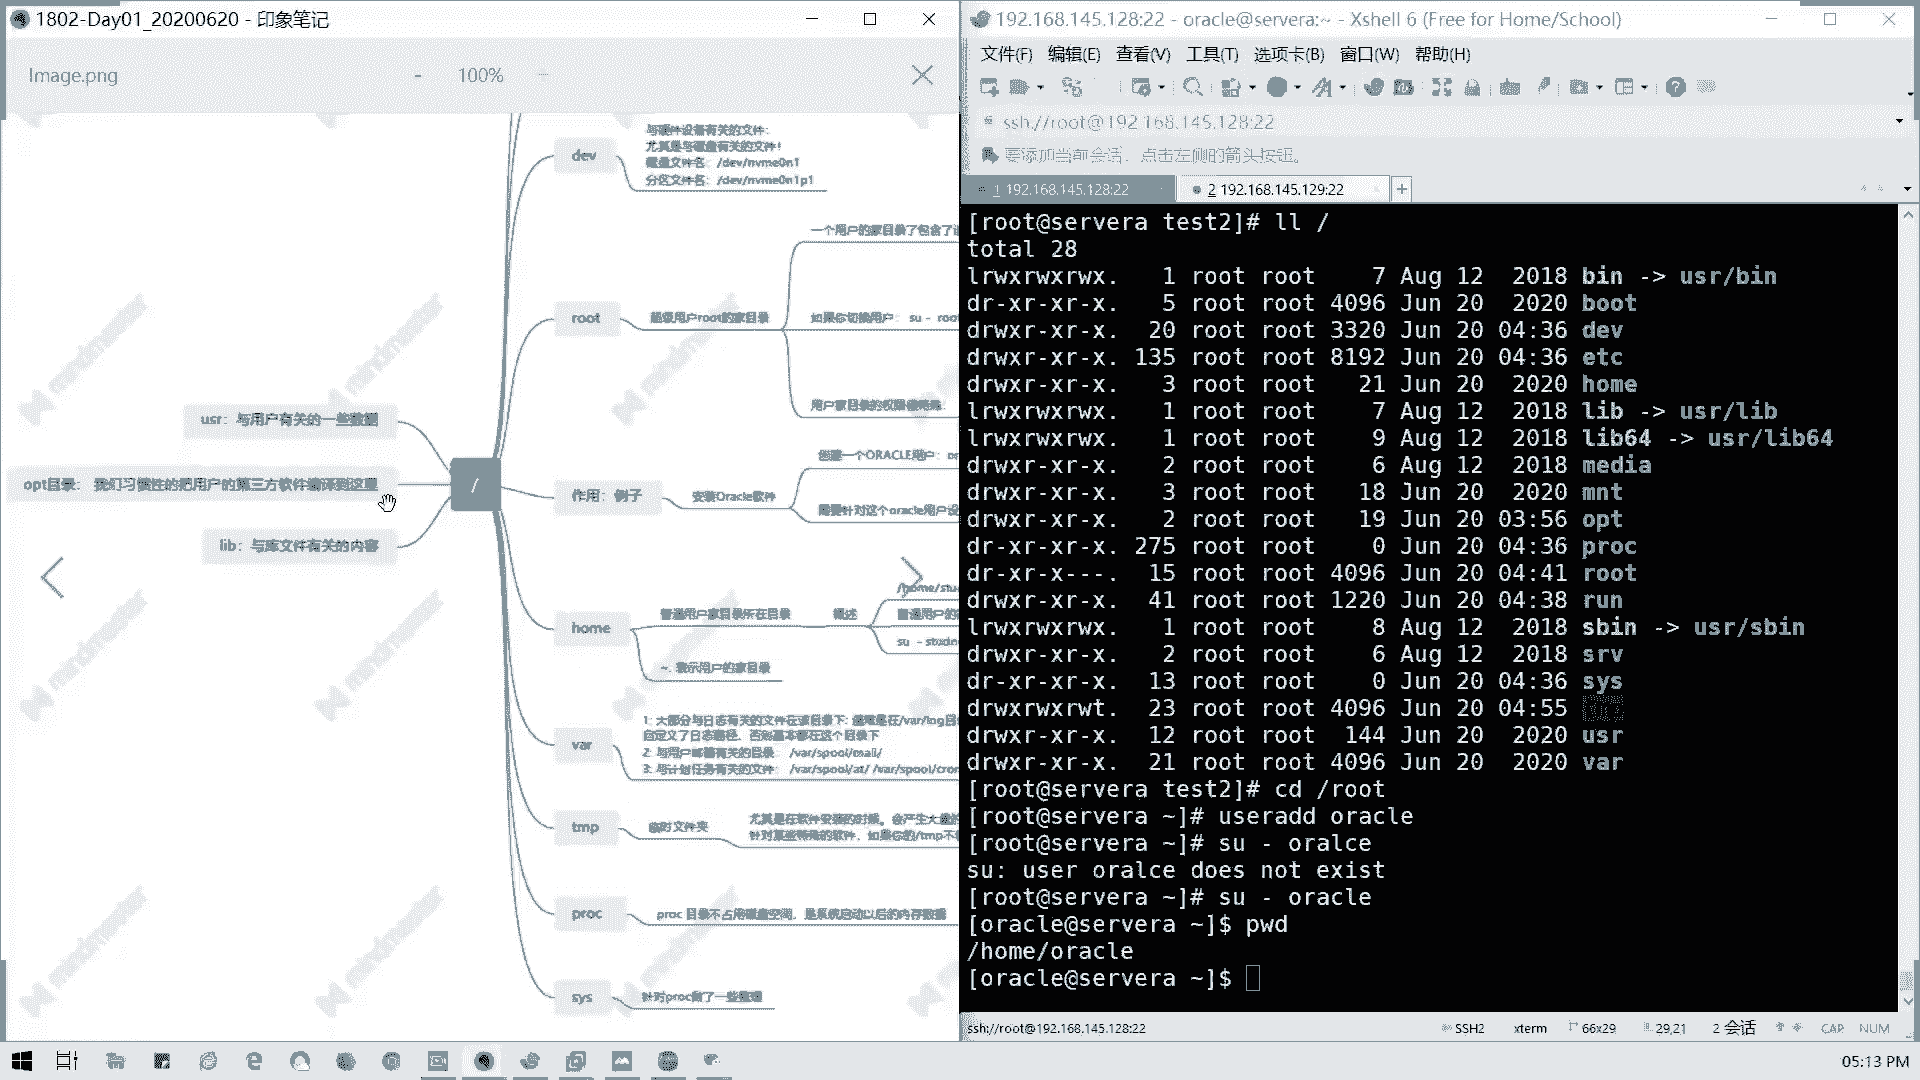 1802-Day01_20200620 - 印象笔记
Image.png
- 100%
dev
与硬件设备有关的文件:
尤其是与磁盘有关的文件!
硬盘文件名: /dev/nvme0n1
分区文件名: /dev/nvme0n1p1
一个用户的家目录了包含了
root
超级用户root的家目录
如果你切换用户: su - root
用户家目录的权限
usr: 与用户有关的一些数据
opt目录: 我们习惯性的把用户的第三方软件编译到这里
lib: 与库文件有关的内容
/
作用: 例子
安装Oracle软件
创建一个ORACLE用户:
需要针对这个oracle用户
home
普通用户家目录所在目录
概述
/home/stu
普通用户的
su - studen
~: 表示用户的家目录
var
1: 大部分与日志有关的文件在该目录下:
自定义了日志路径, 否则基本都在这个目录下
2: 与用户邮箱有关的目录: /var/spool/mail/
3: 与计划任务有关的文件: /var/spool/at/ /var/spool/cron
tmp
临时文件夹
尤其是在软件安装的时候。会产生大量的
针对某些特殊的软件, 如果你的/tmp不
proc
proc 目录不占用磁盘空间, 是系统启动以后的内存数据
sys
针对proc做了一些整理
mindmaster
192.168.145.128:22 - oracle@servera:~ - Xshell 6 (Free for Home/School)
文件(F) 编辑(E) 查看(V) 工具(T) 选项卡(B) 窗口(W) 帮助(H)
ssh://root@192.168.145.128:22
要添加当前会话, 点击左侧的箭头按钮。
1 192.168.145.128:22
2 192.168.145.129:22
[root@servera test2]# ll /
total 28
lrwxrwxrwx. 1 root root 7 Aug 12 2018 bin -> usr/bin
dr-xr-xr-x. 5 root root 4096 Jun 20 2020 boot
drwxr-xr-x. 20 root root 3320 Jun 20 04:36 dev
drwxr-xr-x. 135 root root 8192 Jun 20 04:36 etc
drwxr-xr-x. 3 root root 21 Jun 20 2020 home
lrwxrwxrwx. 1 root root 7 Aug 12 2018 lib -> usr/lib
lrwxrwxrwx. 1 root root 9 Aug 12 2018 lib64 -> usr/lib64
drwxr-xr-x. 2 root root 6 Aug 12 2018 media
drwxr-xr-x. 3 root root 18 Jun 20 2020 mnt
drwxr-xr-x. 2 root root 19 Jun 20 03:56 opt
dr-xr-xr-x. 275 root root 0 Jun 20 04:36 proc
dr-xr-x---. 15 root root 4096 Jun 20 04:41 root
drwxr-xr-x. 41 root root 1220 Jun 20 04:38 run
lrwxrwxrwx. 1 root root 8 Aug 12 2018 sbin -> usr/sbin
drwxr-xr-x. 2 root root 6 Aug 12 2018 srv
dr-xr-xr-x. 13 root root 0 Jun 20 04:36 sys
drwxrwxrwt. 23 root root 4096 Jun 20 04:55
drwxr-xr-x. 12 root root 144 Jun 20 2020 usr
drwxr-xr-x. 21 root root 4096 Jun 20 2020 var
[root@servera test2]# cd /root
[root@servera ~]# useradd oracle
[root@servera ~]# su - oralce
su: user oralce does not exist
[root@servera ~]# su - oracle
[oracle@servera ~]$ pwd
/home/oracle
[oracle@servera ~]$
ssh://root@192.168.145.128:22 SSH2 xterm 66x29 29,21 2 会话 CAP NUM
05:13 PM